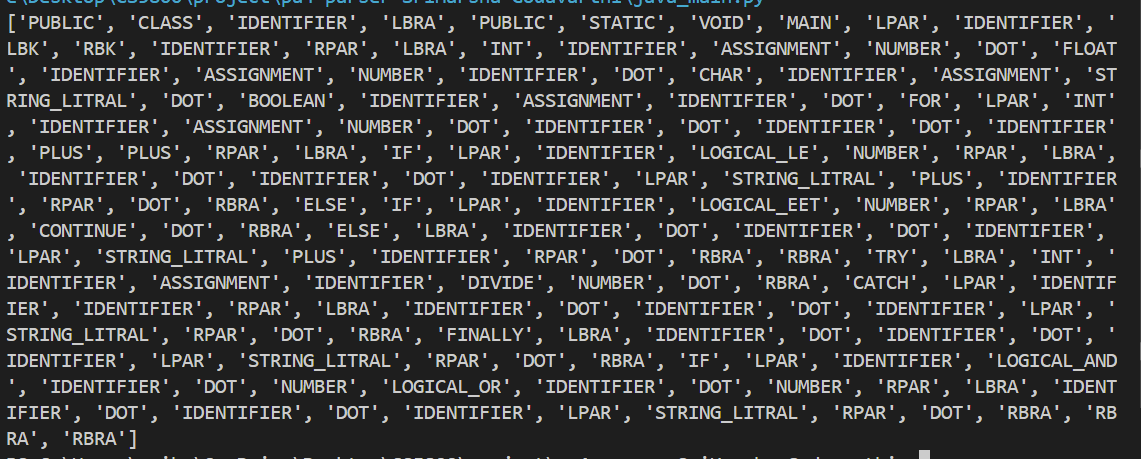 ['PUBLIC', 'CLASS', 'IDENTIFIER', 'LBRA', 'PUBLIC', 'STATIC', 'VOID', 'MAIN', 'LPAR', 'IDENTIFIER', '
LBK', 'RBK', 'IDENTIFIER', 'RPAR', 'LBRA', 'INT', 'IDENTIFIER', 'ASSIGNMENT', 'NUMBER', 'DOT', 'FLOAT
', 'IDENTIFIER', 'ASSIGNMENT', 'NUMBER', 'IDENTIFIER', 'DOT', 'CHAR', 'IDENTIFIER', 'ASSIGNMENT', 'ST
RING_LITRAL', 'DOT', 'BOOLEAN', 'IDENTIFIER', 'ASSIGNMENT', 'IDENTIFIER', 'DOT', 'FOR', 'LPAR', 'INT'
, 'IDENTIFIER', 'ASSIGNMENT', 'NUMBER', 'DOT', 'IDENTIFIER', 'DOT', 'IDENTIFIER', 'DOT', 'IDENTIFIER'
, 'PLUS', 'PLUS', 'RPAR', 'LBRA', 'IF', 'LPAR', 'IDENTIFIER', 'LOGICAL_LE', 'NUMBER', 'RPAR', 'LBRA',
'IDENTIFIER', 'DOT', 'IDENTIFIER', 'DOT', 'IDENTIFIER', 'LPAR', 'STRING_LITRAL', 'PLUS', 'IDENTIFIER
', 'RPAR', 'DOT', 'RBRA', 'ELSE', 'IF', 'LPAR', 'IDENTIFIER', 'LOGICAL_EET', 'NUMBER', 'RPAR', 'LBRA'
, 'CONTINUE', 'DOT', 'RBRA', 'ELSE', 'LBRA', 'IDENTIFIER', 'DOT', 'IDENTIFIER', 'DOT', 'IDENTIFIER',
'LPAR', 'STRING_LITRAL', 'PLUS', 'IDENTIFIER', 'RPAR', 'DOT', 'RBRA', 'RBRA', 'TRY', 'LBRA', 'INT', '
IDENTIFIER', 'ASSIGNMENT', 'IDENTIFIER', 'DIVIDE', 'NUMBER', 'DOT', 'RBRA', 'CATCH', 'LPAR', 'IDENTIF
IER', 'IDENTIFIER', 'RPAR', 'LBRA', 'IDENTIFIER', 'DOT', 'IDENTIFIER', 'DOT', 'IDENTIFIER', 'LPAR', '
STRING_LITRAL', 'RPAR', 'DOT', 'RBRA', 'FINALLY', 'LBRA', 'IDENTIFIER', 'DOT', 'IDENTIFIER', 'DOT', '
IDENTIFIER', 'LPAR', 'STRING_LITRAL', 'RPAR', 'DOT', 'RBRA', 'IF', 'LPAR', 'IDENTIFIER', 'LOGICAL_AND
', 'IDENTIFIER', 'DOT', 'NUMBER', 'LOGICAL_OR', 'IDENTIFIER', 'DOT', 'NUMBER', 'RPAR', 'LBRA', 'IDENT
IFIER', 'DOT', 'IDENTIFIER', 'DOT', 'IDENTIFIER', 'LPAR', 'STRING_LITRAL', 'RPAR', 'DOT', 'RBRA', 'RB
RA', 'RBRA']